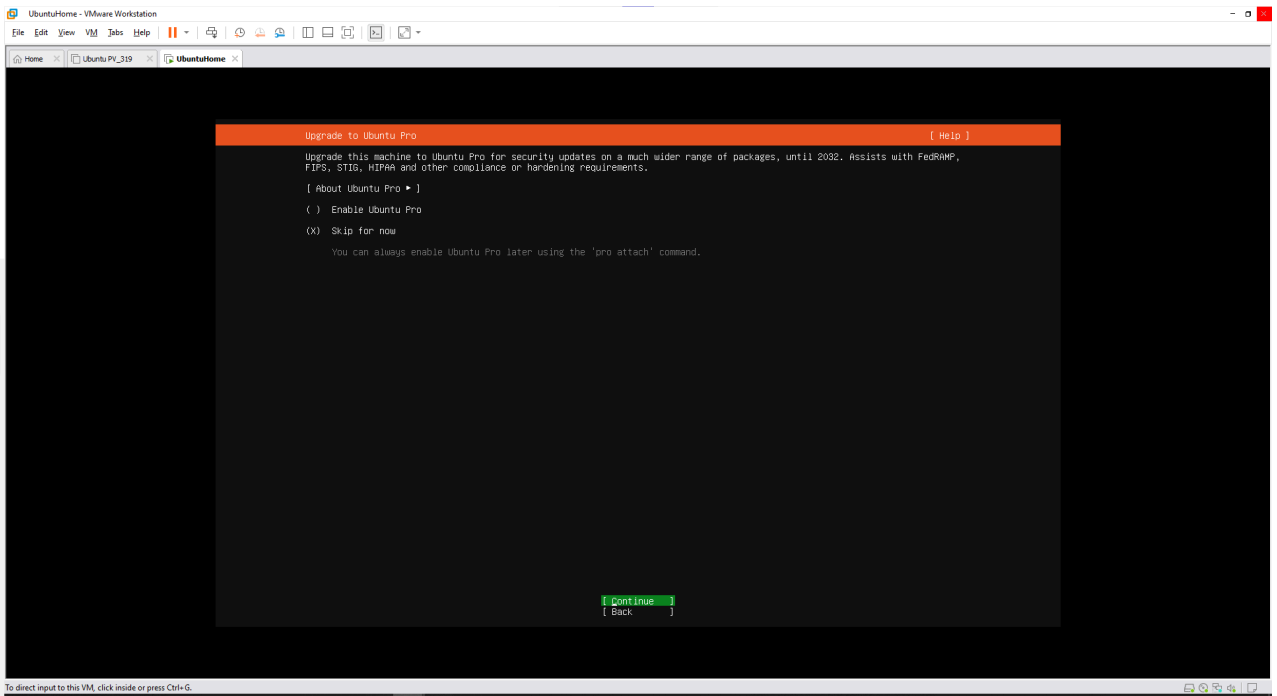 UbuntuHome - VMware Workstation
File Edit View VM Tabs Help
Home Ubuntu PV_319 UbuntuHome
Upgrade to Ubuntu Pro [ Help ]
Upgrade this machine to Ubuntu Pro for security updates on a much wider range of packages, until 2032. Assists with FedRAMP,
FIPS, STIG, HIPAA and other compliance or hardening requirements.
[ About Ubuntu Pro ▸ ]
( ) Enable Ubuntu Pro
(X) Skip for now
You can always enable Ubuntu Pro later using the 'pro attach' command.
[ Continue ]
[ Back ]
To direct input to this VM, click inside or press Ctrl+G.